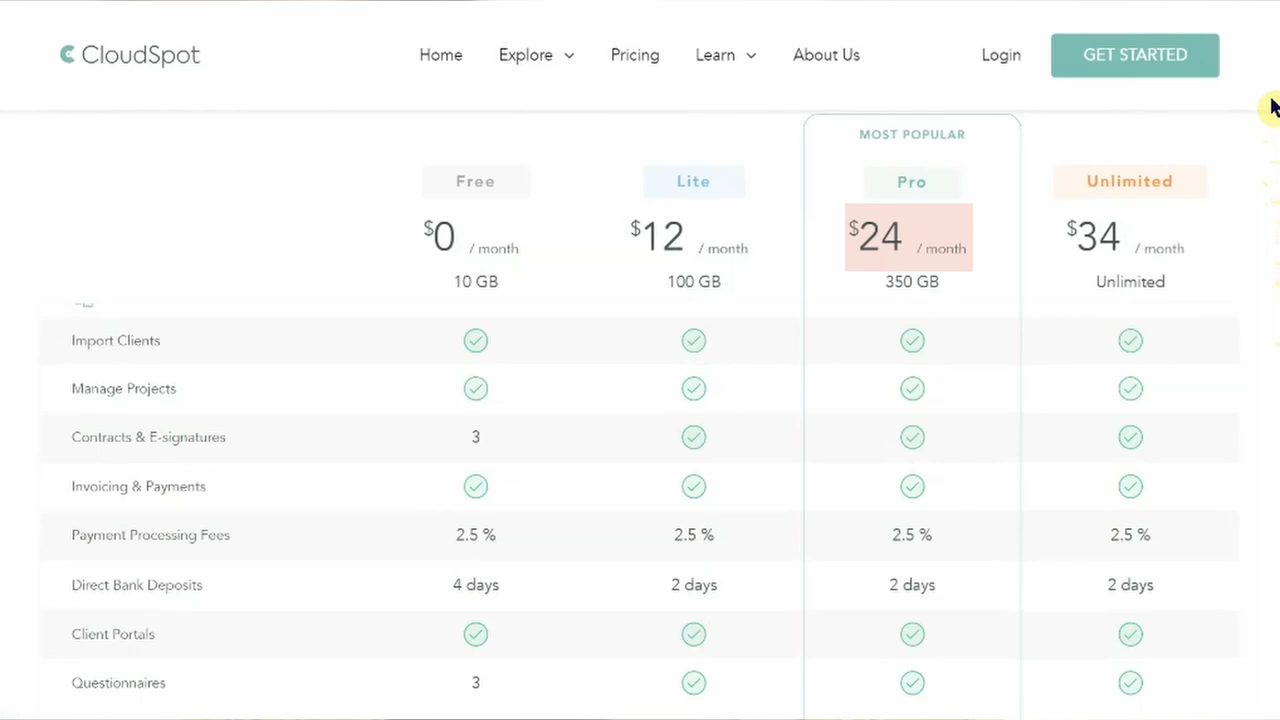 CloudSpot Home Explore Pricing Learn About Us Login GET STARTED
MOST POPULAR
Free Lite Pro Unlimited
$0 / month $12 / month $24 / month $34 / month
10 GB 100 GB 350 GB Unlimited
Import Clients
Manage Projects
Contracts & E-signatures 3
Invoicing & Payments
Payment Processing Fees 2.5 % 2.5 % 2.5 % 2.5 %
Direct Bank Deposits 4 days 2 days 2 days 2 days
Client Portals
Questionnaires 3